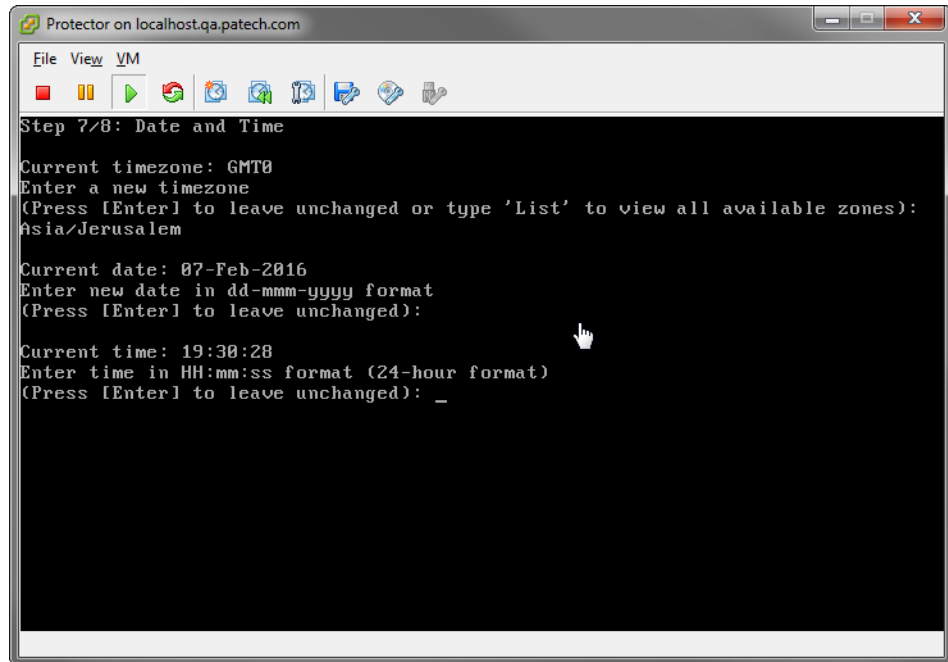 Protector on localhost.qa.patech.com
File View VM
Step 7/8: Date and Time
Current timezone: GMT0
Enter a new timezone
(Press [Enter] to leave unchanged or type 'List' to view all available zones):
Asia/Jerusalem
Current date: 07-Feb-2016
Enter new date in dd-mmm-yyyy format
(Press [Enter] to leave unchanged):
Current time: 19:30:28
Enter time in HH:mm:ss format (24-hour format)
(Press [Enter] to leave unchanged): _